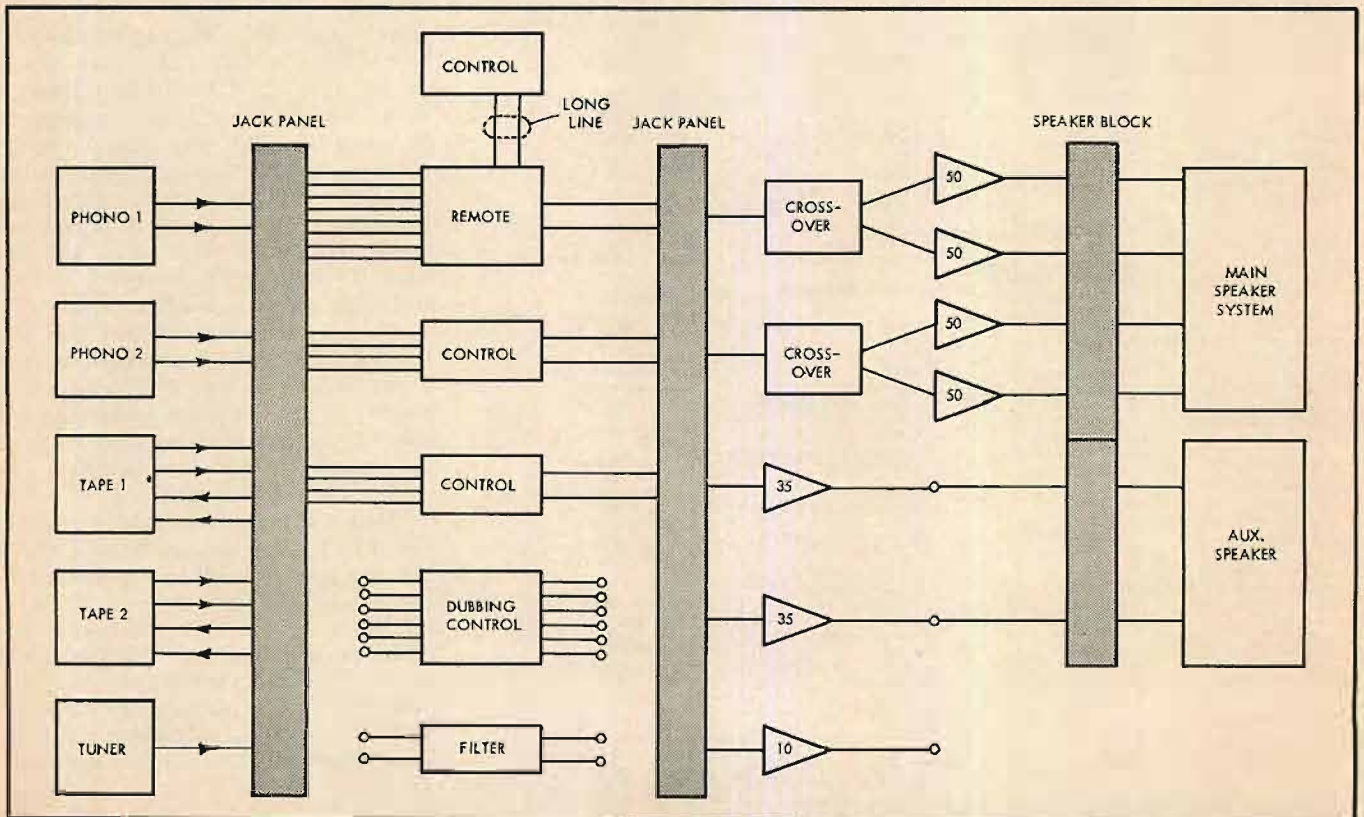 CONTROL
LONG
LINE
JACK PANEL
JACK PANEL
SPEAKER BLOCK
PHONO 1
REMOTE
CROSS-
OVER
50
50
MAIN
SPEAKER
SYSTEM
PHONO 2
CONTROL
CROSS-
OVER
50
50
TAPE 1
CONTROL
35
AUX.
SPEAKER
TAPE 2
DUBBING
CONTROL
35
TUNER
FILTER
10